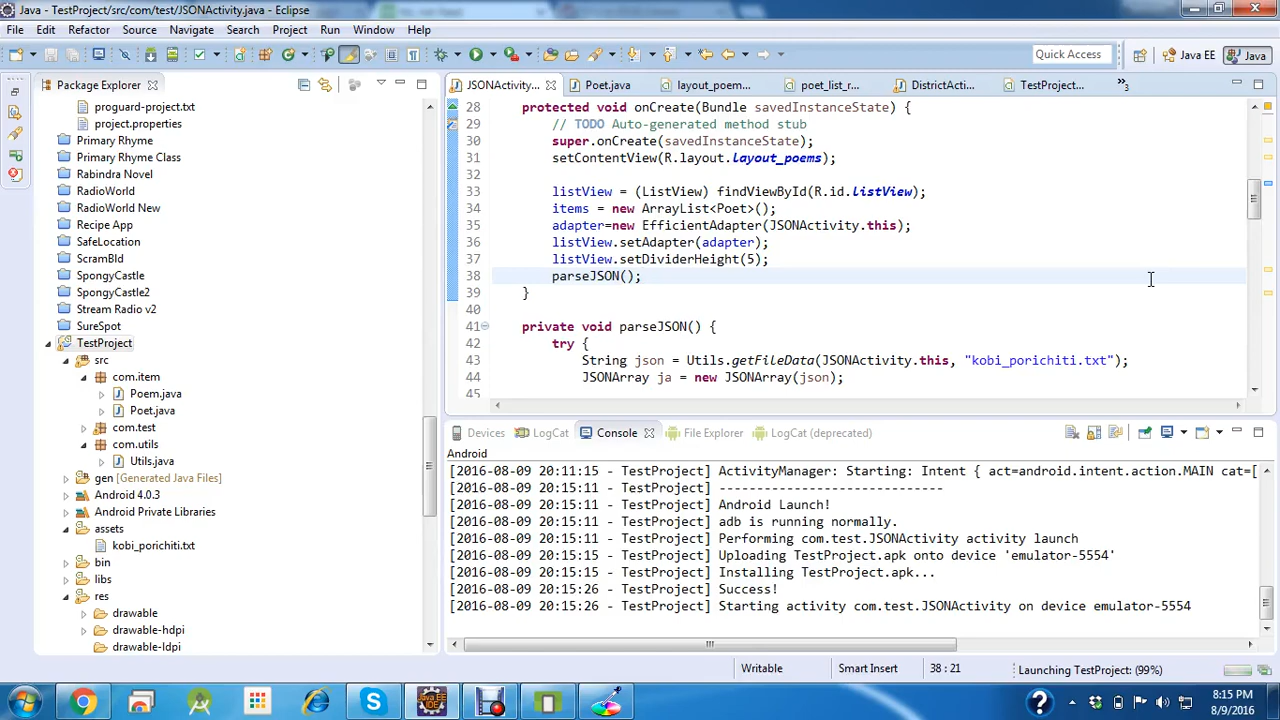 Java - TestProject/src/com/test/JSONActivity.java - Eclipse
File Edit Refactor Source Navigate Search Project Run Window Help
Quick Access Java EE Java
Package Explorer
proguard-project.txt
project.properties
Primary Rhyme
Primary Rhyme Class
Rabindra Novel
RadioWorld
RadioWorld New
Recipe App
SafeLocation
ScramBld
SpongyCastle
SpongyCastle2
Stream Radio v2
SureSpot
TestProject
src
com.item
Poem.java
Poet.java
com.test
com.utils
Utils.java
gen [Generated Java Files]
Android 4.0.3
Android Private Libraries
assets
kobi_porichiti.txt
bin
libs
res
drawable
drawable-hdpi
drawable-ldpi
JSONActivity... Poet.java layout_poem... poet_list_r... DistrictActi... TestProject... 3
28 protected void onCreate(Bundle savedInstanceState) {
29 // TODO Auto-generated method stub
30 super.onCreate(savedInstanceState);
31 setContentView(R.layout.layout_poems);
32
33 listView = (ListView) findViewById(R.id.listView);
34 items = new ArrayList<Poet>();
35 adapter=new EfficientAdapter(JSONActivity.this);
36 listView.setAdapter(adapter);
37 listView.setDividerHeight(5);
38 parseJSON();
39 }
40
41 private void parseJSON() {
42 try {
43 String json = Utils.getFileData(JSONActivity.this, "kobi_porichiti.txt");
44 JSONArray ja = new JSONArray(json);
45
Devices LogCat Console File Explorer LogCat (deprecated)
Android
[2016-08-09 20:11:15 - TestProject] ActivityManager: Starting: Intent { act=android.intent.action.MAIN cat=[
[2016-08-09 20:15:11 - TestProject] ------------------------------
[2016-08-09 20:15:11 - TestProject] Android Launch!
[2016-08-09 20:15:11 - TestProject] adb is running normally.
[2016-08-09 20:15:11 - TestProject] Performing com.test.JSONActivity activity launch
[2016-08-09 20:15:15 - TestProject] Uploading TestProject.apk onto device 'emulator-5554'
[2016-08-09 20:15:15 - TestProject] Installing TestProject.apk...
[2016-08-09 20:15:26 - TestProject] Success!
[2016-08-09 20:15:26 - TestProject] Starting activity com.test.JSONActivity on device emulator-5554
Writable Smart Insert 38 : 21 Launching TestProject: (99%)
8:15 PM
8/9/2016